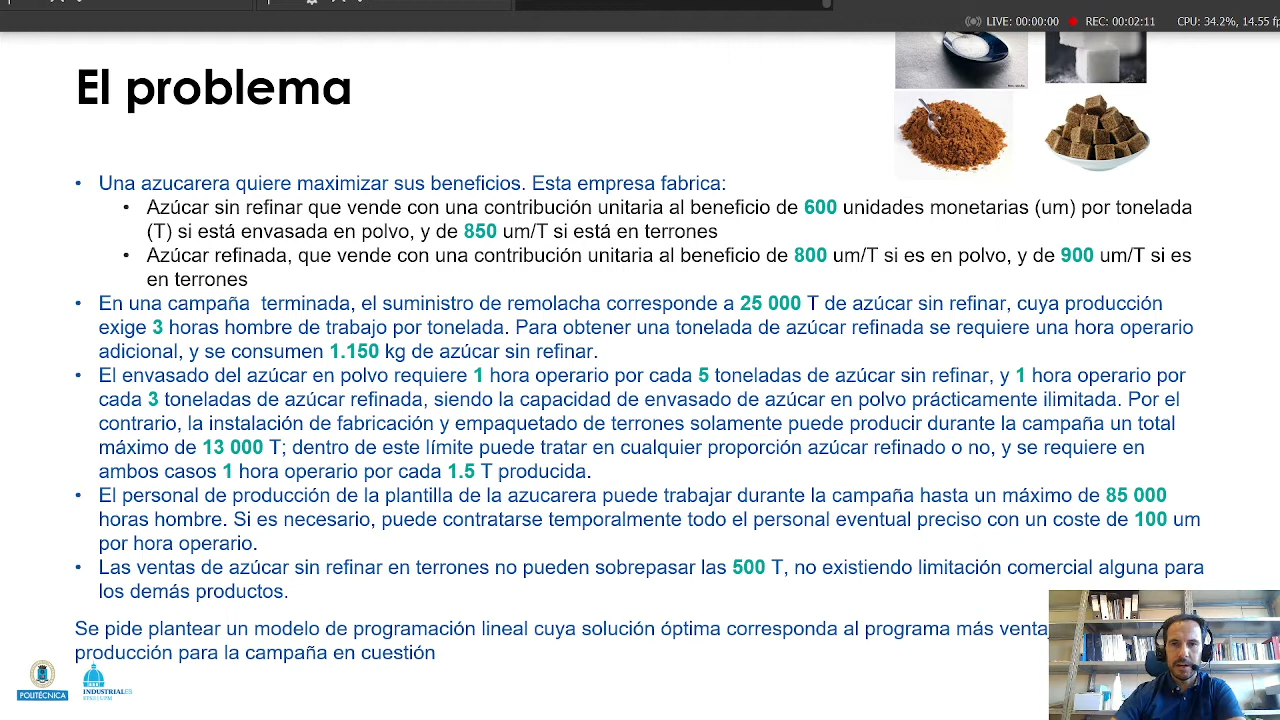 LIVE: 00:00:00 REC: 00:02:11 CPU: 34.2%, 14.55 fp
El problema
• Una azucarera quiere maximizar sus beneficios. Esta empresa fabrica:
• Azúcar sin refinar que vende con una contribución unitaria al beneficio de 600 unidades monetarias (um) por tonelada
(T) si está envasada en polvo, y de 850 um/T si está en terrones
• Azúcar refinada, que vende con una contribución unitaria al beneficio de 800 um/T si es en polvo, y de 900 um/T si es
en terrones
• En una campaña terminada, el suministro de remolacha corresponde a 25 000 T de azúcar sin refinar, cuya producción
exige 3 horas hombre de trabajo por tonelada. Para obtener una tonelada de azúcar refinada se requiere una hora operario
adicional, y se consumen 1.150 kg de azúcar sin refinar.
• El envasado del azúcar en polvo requiere 1 hora operario por cada 5 toneladas de azúcar sin refinar, y 1 hora operario por
cada 3 toneladas de azúcar refinada, siendo la capacidad de envasado de azúcar en polvo prácticamente ilimitada. Por el
contrario, la instalación de fabricación y empaquetado de terrones solamente puede producir durante la campaña un total
máximo de 13 000 T; dentro de este límite puede tratar en cualquier proporción azúcar refinado o no, y se requiere en
ambos casos 1 hora operario por cada 1.5 T producida.
• El personal de producción de la plantilla de la azucarera puede trabajar durante la campaña hasta un máximo de 85 000
horas hombre. Si es necesario, puede contratarse temporalmente todo el personal eventual preciso con un coste de 100 um
por hora operario.
• Las ventas de azúcar sin refinar en terrones no pueden sobrepasar las 500 T, no existiendo limitación comercial alguna para
los demás productos.
Se pide plantear un modelo de programación lineal cuya solución óptima corresponda al programa más venta
producción para la campaña en cuestión
POLITÉCNICA
INDUSTRIALES
ETSII | UPM